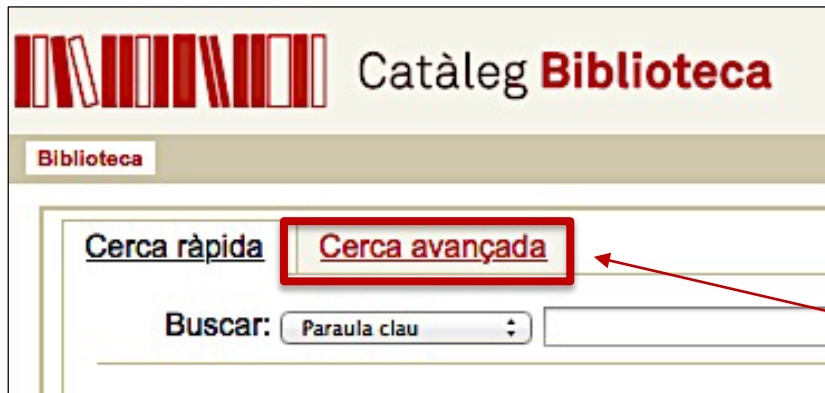 Catàleg Biblioteca
Biblioteca
Cerca ràpida Cerca avançada
Buscar: Paraula clau